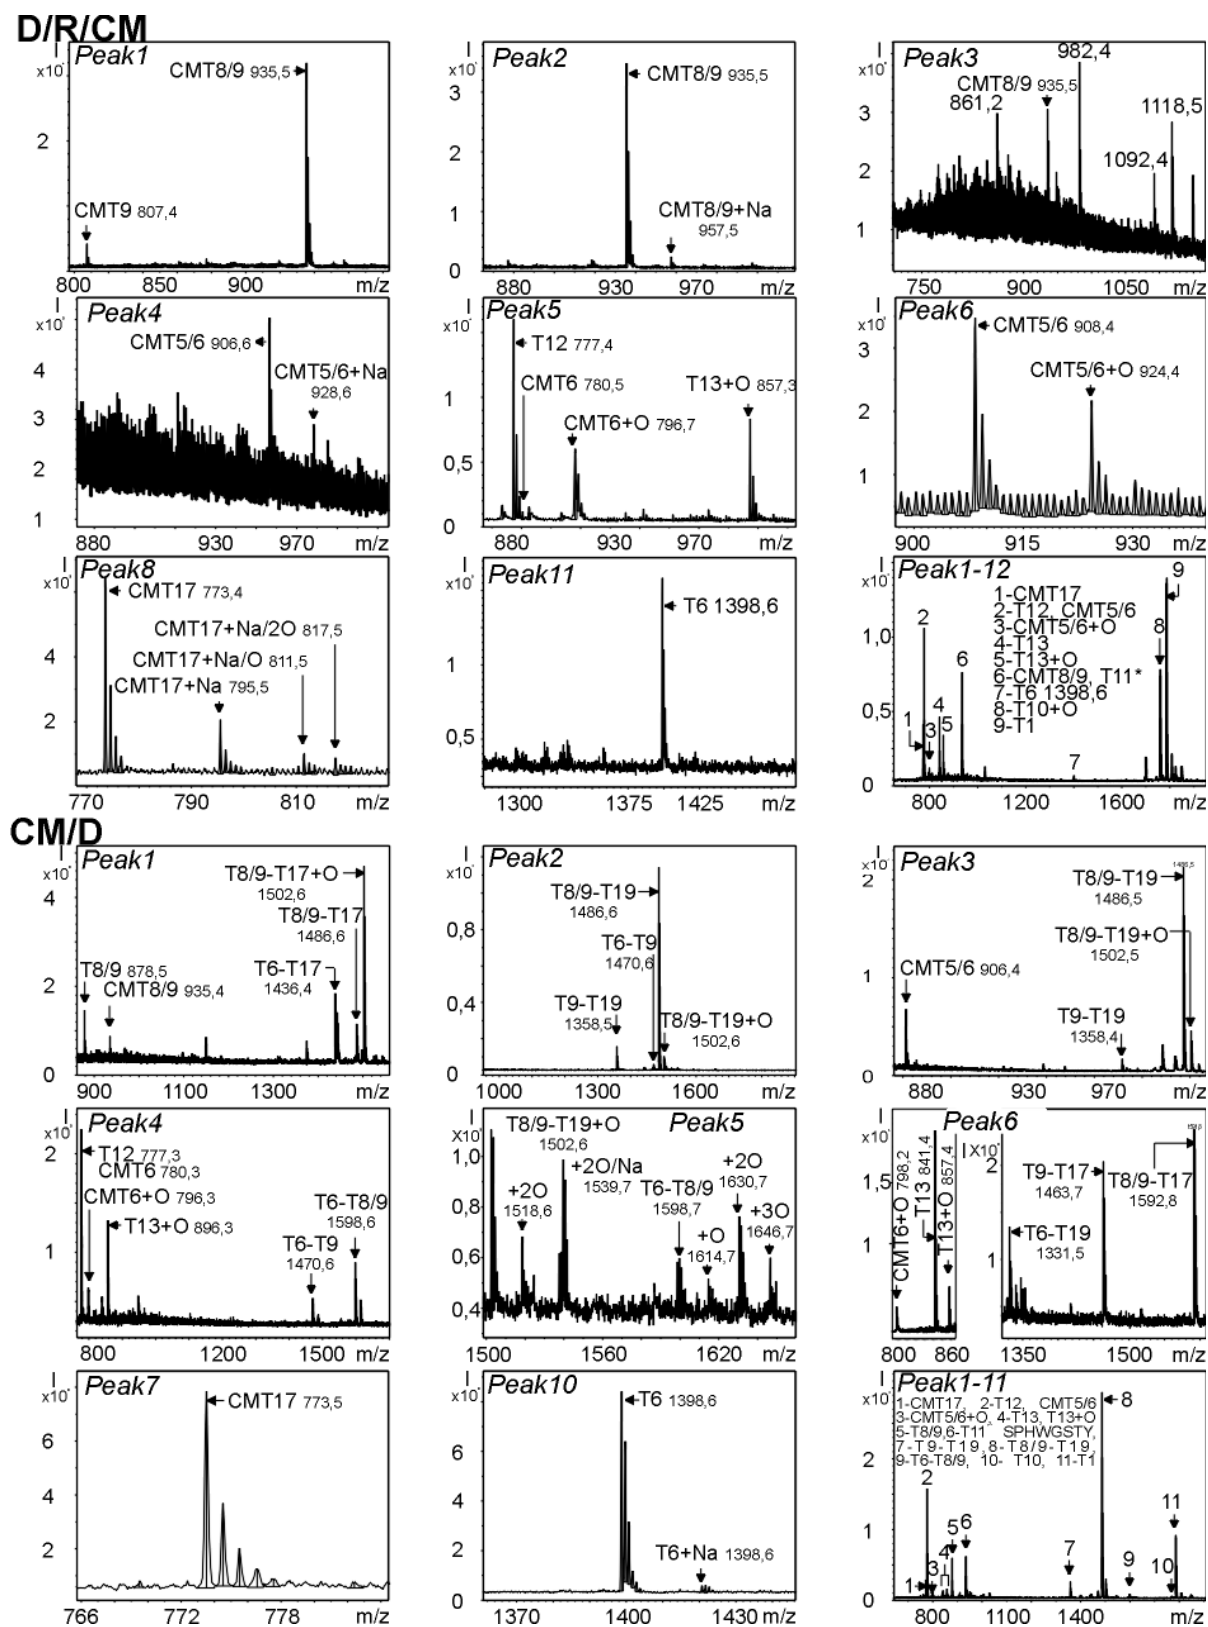 D/R/CM
Peak1
I
x10
CMT8/9 935,5
2
CMT9 807,4
800 850 900 m/z
Peak2
I
x10
CMT8/9 935,5
3
2
1
CMT8/9+Na
957,5
0
880 930 970 m/z
Peak3
I
x10
982,4
CMT8/9 935,5
861,2
1118,5
3
1092,4
2
1
750 900 1050 m/z
Peak4
I
x10
CMT5/6 906,6
CMT5/6+Na
928,6
4
3
2
1
880 930 970 m/z
Peak5
I
x10
T12 777,4
CMT6 780,5
T13+O 857,3
CMT6+O 796,7
1
0,5
0
880 930 970 m/z
Peak6
I
x10
CMT5/6 908,4
CMT5/6+O 924,4
3
2
1
900 915 930 m/z
Peak8
I
x10
CMT17 773,4
CMT17+Na/2O 817,5
CMT17+Na/O 811,5
CMT17+Na 795,5
4
2
770 795 810 m/z
Peak11
I
x10
T6 1398,6
1
0,5
1300 1375 1425 m/z
Peak1-12
I
x10
9
1-CMT17
2-T12, CMT5/6
3-CMT5/6+O
4-T13
5-T13+O
6-CMT8/9, T11*
7-T6 1398,6
8-T10+O
9-T1
1,0
0,5
0
2
8
6
4
1
3
5
7
800 1200 1600 m/z
CM/D
Peak1
I
x10
T8/9-T17+O
1502,6
T8/9-T17
1486,6
T6-T17
1436,4
T8/9 878,5
CMT8/9 935,4
4
2
0
900 1100 1300 m/z
Peak2
I
x10
T8/9-T19
1486,6
T6-T9
1470,6
T9-T19
1358,5
T8/9-T19+O
1502,6
0,8
0,4
0
1000 1300 1600 m/z
Peak3
I
x10
1486,5
T8/9-T19
1486,5
T8/9-T19+O
1502,5
CMT5/6 906,4
T9-T19
1358,4
2
1
0
880 930 970 m/z
Peak4
I
x10
T12 777,3
CMT6 780,3
CMT6+O 796,3
T13+O 896,3
T6-T8/9
1598,6
T6-T9
1470,6
2
1
800 1200 1500 m/z
Peak5
I
X10
T8/9-T19+O
1502,6
+2O/Na
1539,7
+2O
1518,6
T6-T8/9
1598,7
+O
1614,7
+2O
1630,7
+3O
1646,7
1,0
0,8
0,6
0,4
1500 1560 1620 m/z
Peak6
x10
CMT6+O 798,2
T13 841,4
T13+O 857,4
1,5
1
800 860
I X10
T9-T17
1463,7
T8/9-T17
1592,8
T6-T19
1331,5
2
1
1350 1500 m/z
Peak7
I
x10
CMT17 773,5
6
4
2
766 772 778 m/z
Peak10
I
x10
T6 1398,6
T6+Na 1398,6
6
4
2
0
1370 1400 1430 m/z
Peak1-11
I
x10
1-CMT17, 2-T12, CMT5/6
3-CMT5/6+O, 4-T13, T13+O
5-T8/9,6-T11 SPHWGSTY,
7-T9-T19, 8-T8/9-T19,
9-T6-T8/9, 10- T10, 11-T1
8
2
1
0
2
5
6
4
1
3
7
9
10
11
800 1100 1400 m/z